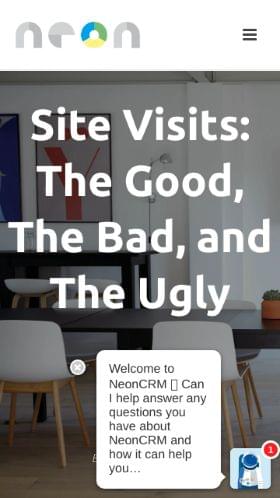 neon
Site Visits:
The Good,
The Bad, and
The Ugly
Welcome to
NeonCRM ▯ Can
I help answer any
questions you
have about
NeonCRM and
how it can help
you...
1